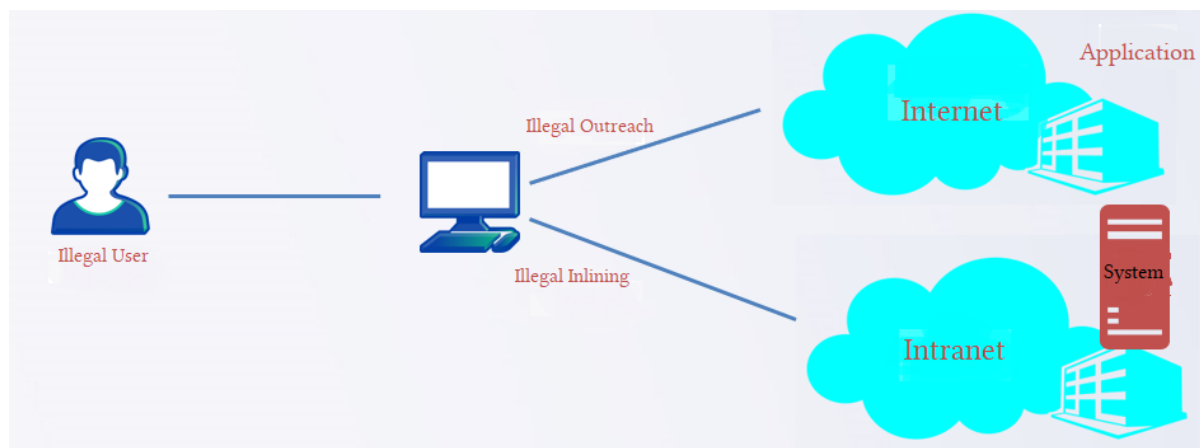 Application
Internet
Illegal Outreach
Illegal User
Illegal Inlining
System
Intranet